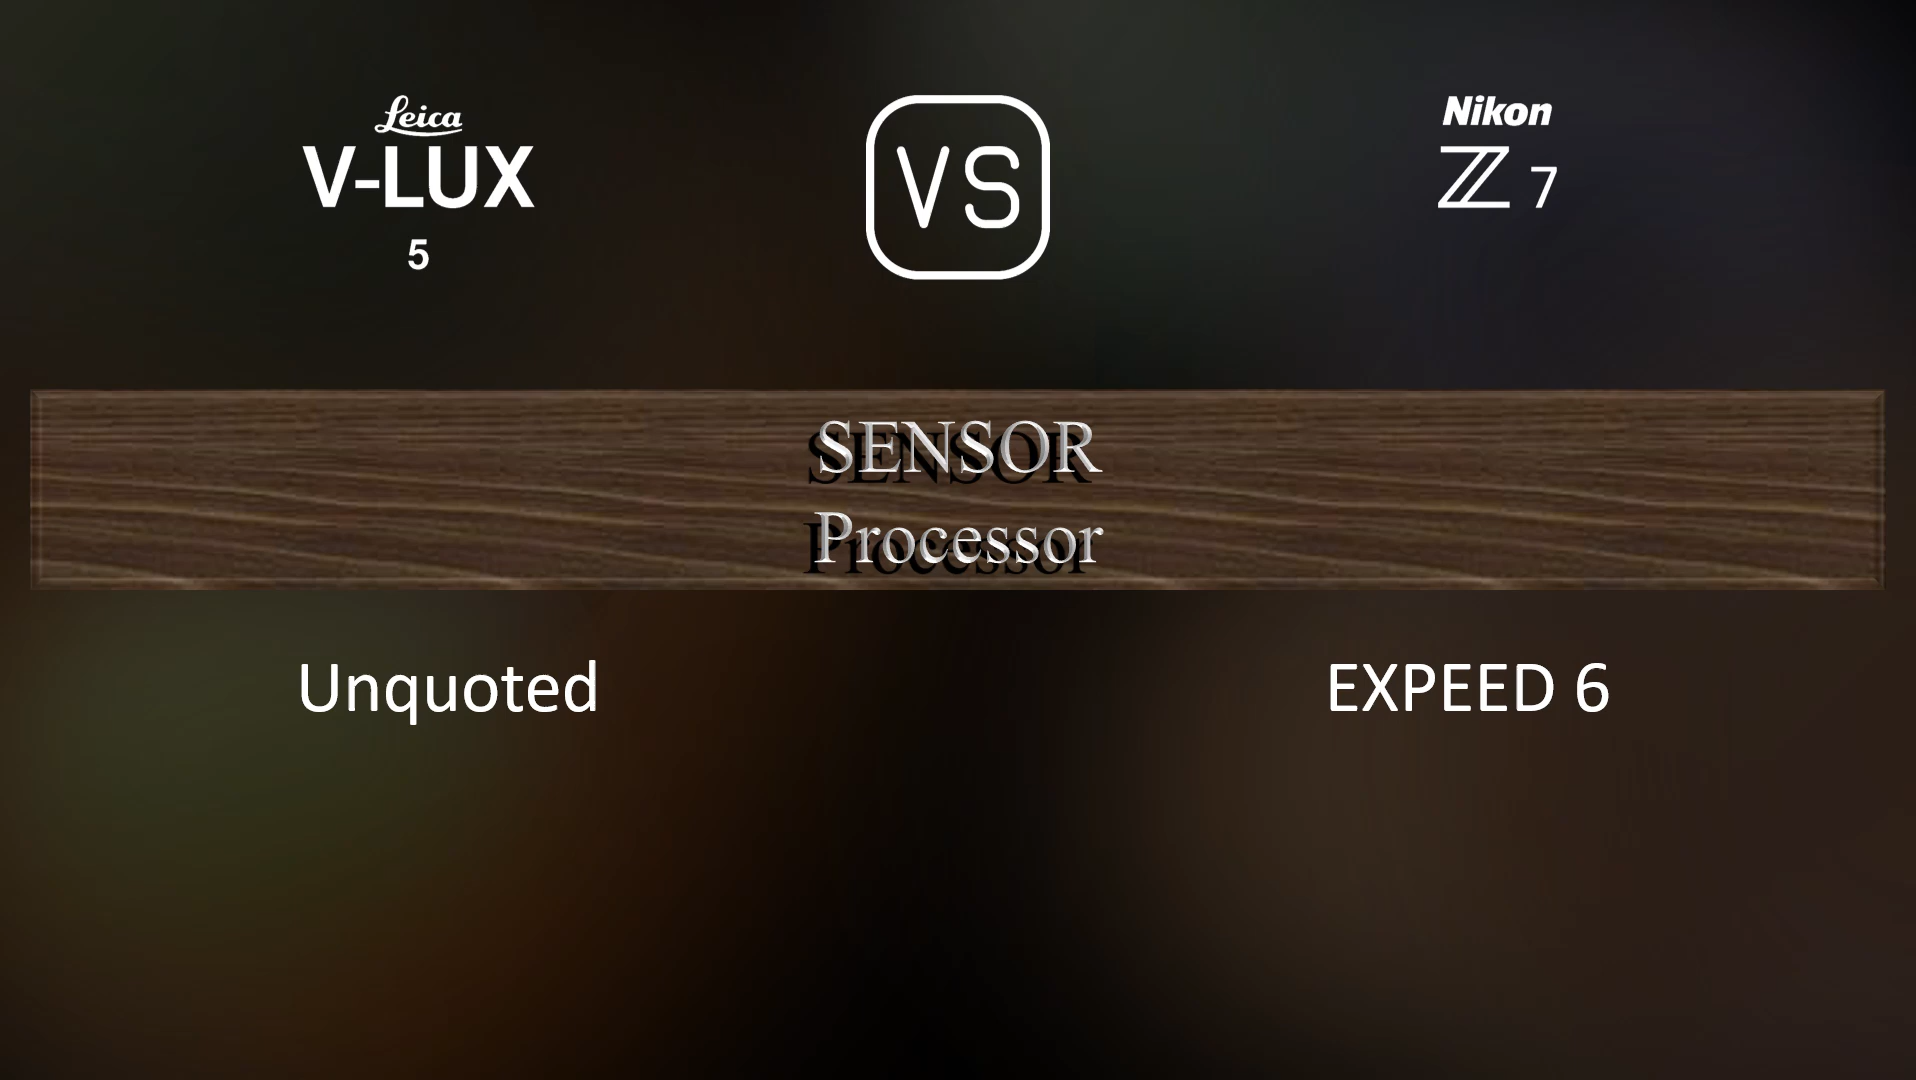 Leica
V-LUX
5
VS
Nikon
Z 7
SENSOR
Processor
Unquoted
EXPEED 6